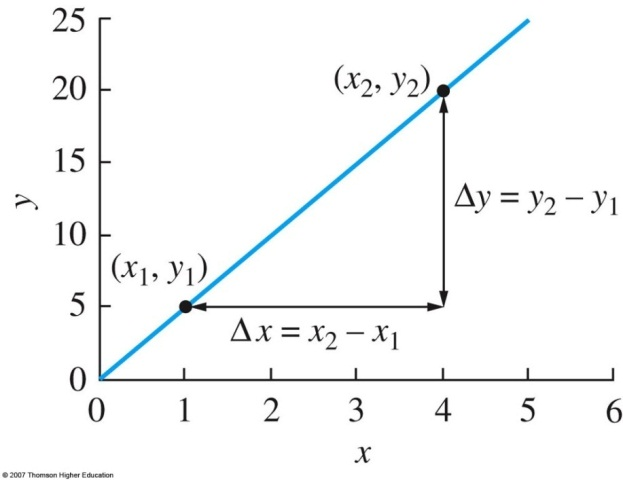 25
20
15
10
5
0
y
(x₂, y₂)
Δy = y₂ – y₁
(x₁, y₁)
Δx = x₂ – x₁
0 1 2 3 4 5 6
x
© 2007 Thomson Higher Education